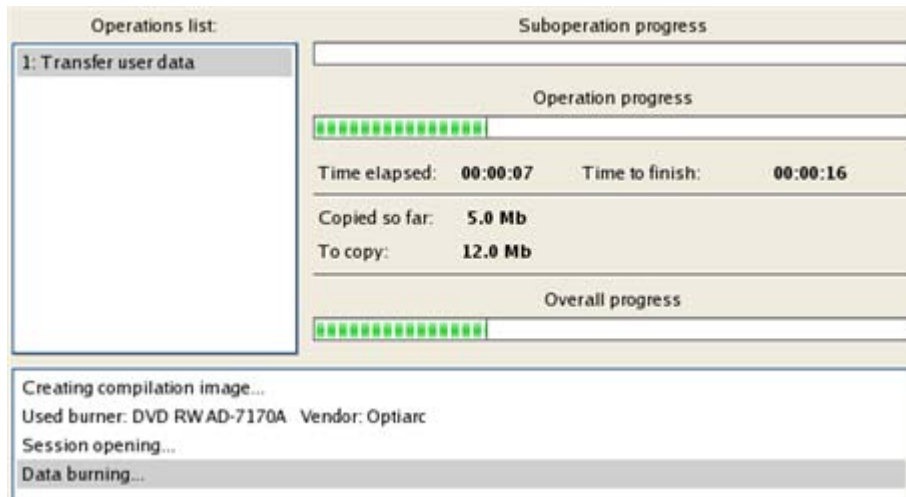 Operations list:
Suboperation progress
1: Transfer user data
Operation progress
Time elapsed: 00:00:07 Time to finish: 00:00:16
Copied so far: 5.0 Mb
To copy: 12.0 Mb
Overall progress
Creating compilation image...
Used burner: DVD RW AD-7170A Vendor: Optiarc
Session opening...
Data burning...